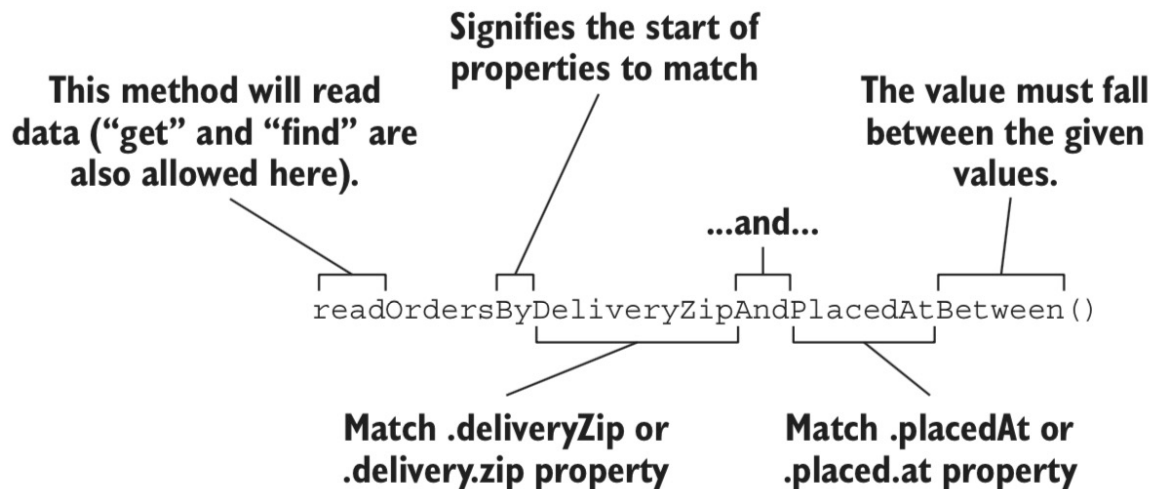 Signifies the start of
properties to match
This method will read
data (“get” and “find” are
also allowed here).
The value must fall
between the given
values.
...and...
readOrdersByDeliveryZipAndPlacedAtBetween()
Match .deliveryZip or
.delivery.zip property
Match .placedAt or
.placed.at property